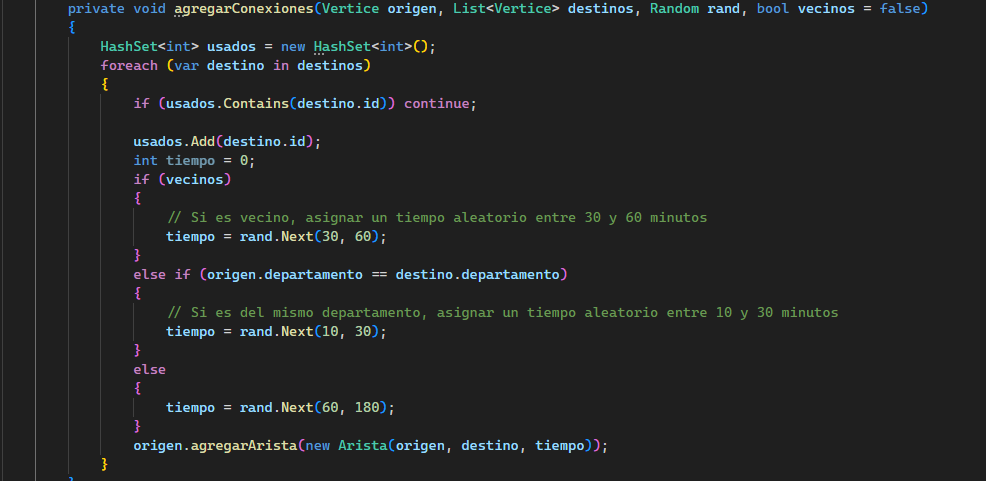 private void agregarConexiones(Vertice origen, List<Vertice> destinos, Random rand, bool vecinos = false)
{
HashSet<int> usados = new HashSet<int>();
foreach (var destino in destinos)
{
if (usados.Contains(destino.id)) continue;
usados.Add(destino.id);
int tiempo = 0;
if (vecinos)
{
// Si es vecino, asignar un tiempo aleatorio entre 30 y 60 minutos
tiempo = rand.Next(30, 60);
}
else if (origen.departamento == destino.departamento)
{
// Si es del mismo departamento, asignar un tiempo aleatorio entre 10 y 30 minutos
tiempo = rand.Next(10, 30);
}
else
{
tiempo = rand.Next(60, 180);
}
origen.agregarArista(new Arista(origen, destino, tiempo));
}